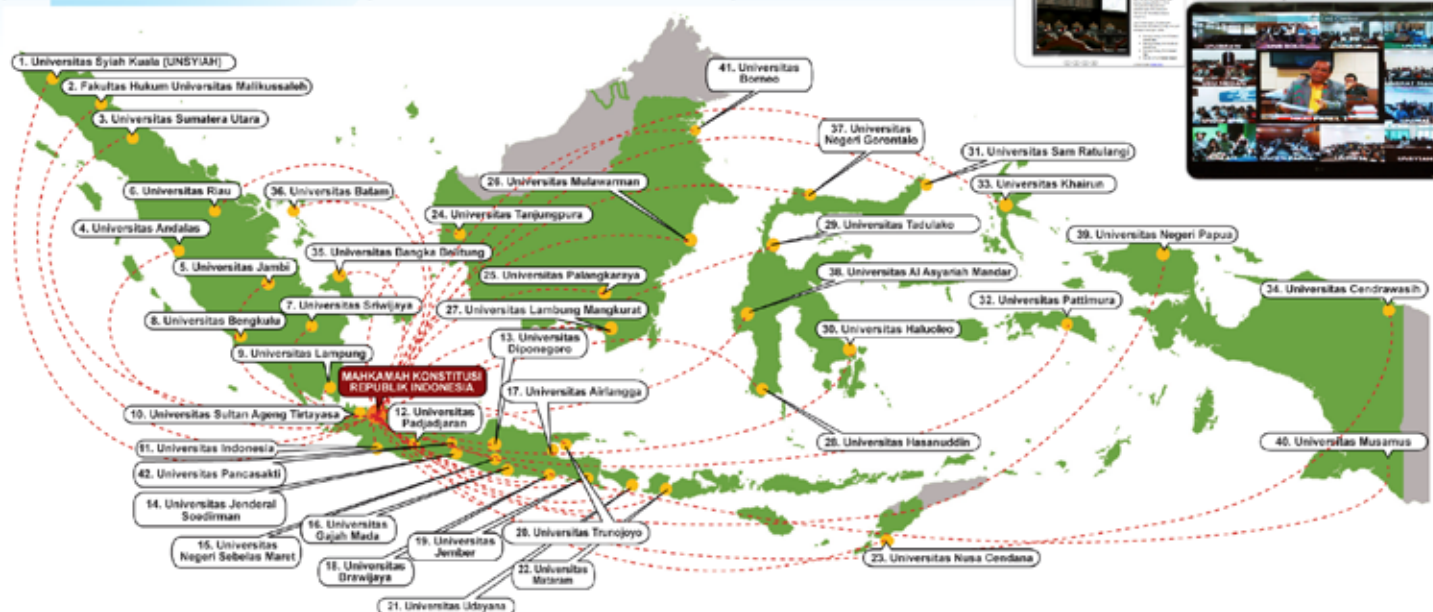 1. Universitas Syiah Kuala (UNSYIAH)
2. Fakultas Hukum Universitas Malikussaleh
3. Universitas Sumatera Utara
6. Universitas Riau
36. Universitas Batam
4. Universitas Andalas
5. Universitas Jambi
35. Universitas Bangka Belitung
7. Universitas Sriwijaya
8. Universitas Bengkulu
9. Universitas Lampung
MAHKAMAH KONSTITUSI
REPUBLIK INDONESIA
10. Universitas Sultan Ageng Tirtayasa
11. Universitas Indonesia
42. Universitas Pancasakti
14. Universitas Jenderal
Soedirman
15. Universitas
Negeri Sebelas Maret
16. Universitas
Gajah Mada
12. Universitas
Padjadjaran
13. Universitas
Diponegoro
17. Universitas Airlangga
18. Universitas
Brawijaya
19. Universitas
Jember
20. Universitas Trunojoyo
21. Universitas Udayana
22. Universitas
Mataram
23. Universitas Nusa Cendana
24. Universitas Tanjungpura
25. Universitas Palangkaraya
26. Universitas Mulawarman
27. Universitas Lambung Mangkurat
41. Universitas
Borneo
37. Universitas
Negeri Gorontalo
31. Universitas Sam Ratulangi
33. Universitas Khairun
29. Universitas Tadulako
38. Universitas Al Asyariah Mandar
30. Universitas Haluoleo
28. Universitas Hasanuddin
32. Universitas Pattimura
39. Universitas Negeri Papua
34. Universitas Cendrawasih
40. Universitas Musamus